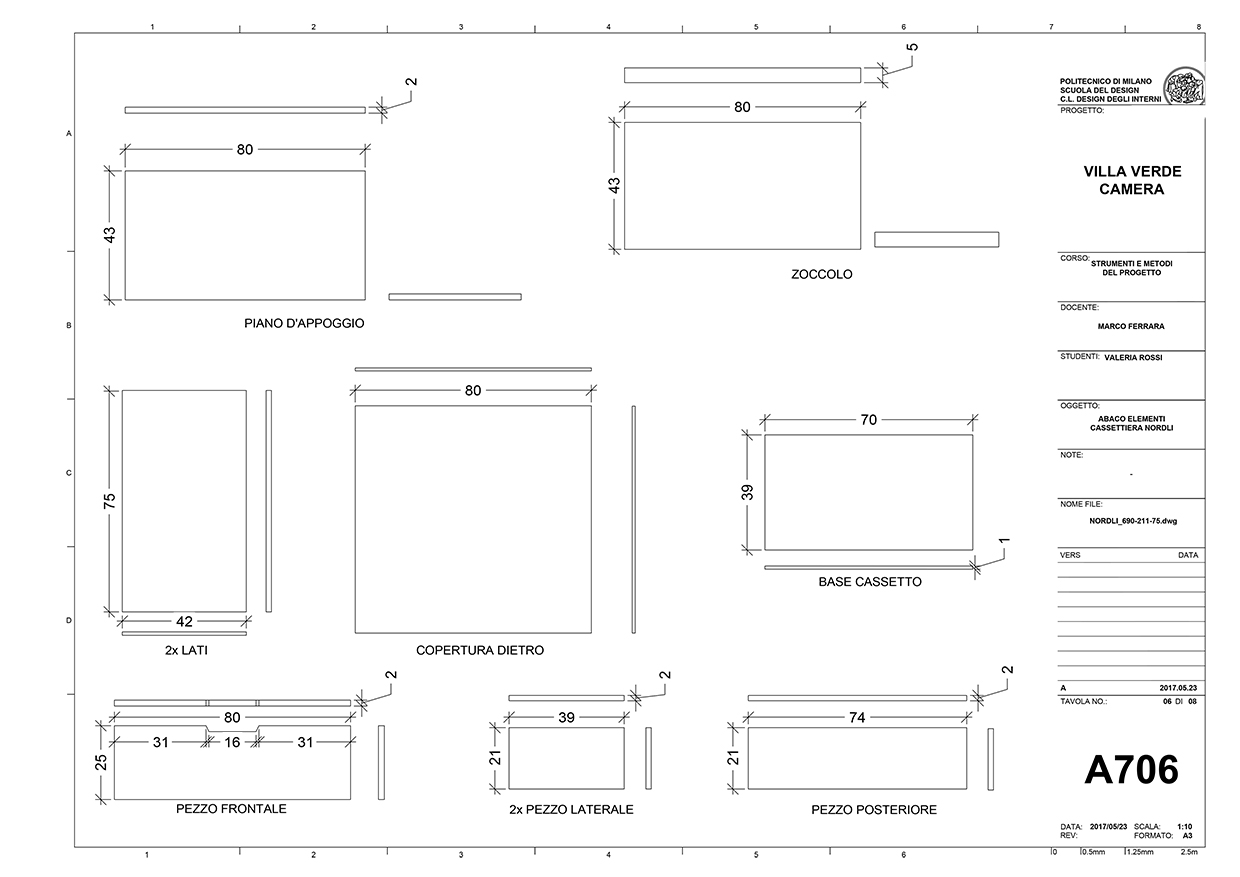 1 2 3 4 5 6 7 8
A
B
C
D
2
80
43
PIANO D'APPOGGIO
5
80
43
ZOCCOLO
75
42
2x LATI
80
COPERTURA DIETRO
70
39
1
BASE CASSETTO
2
80
31 16 31
25
PEZZO FRONTALE
2
39
21
2x PEZZO LATERALE
2
74
21
PEZZO POSTERIORE
POLITECNICO DI MILANO
SCUOLA DEL DESIGN
C.L. DESIGN DEGLI INTERNI
PROGETTO:
VILLA VERDE
CAMERA
CORSO: STRUMENTI E METODI
DEL PROGETTO
DOCENTE:
MARCO FERRARA
STUDENTI: VALERIA ROSSI
OGGETTO:
ABACO ELEMENTI
CASSETTIERA NORDLI
NOTE:
-
NOME FILE:
NORDLI_690-211-75.dwg
VERS DATA
A 2017.05.23
TAVOLA NO.: 06 DI 08
A706
DATA: 2017/05/23 SCALA: 1:10
REV: FORMATO: A3
1 2 3 4 5 6
0 0.5mm 1.25mm 2.5m